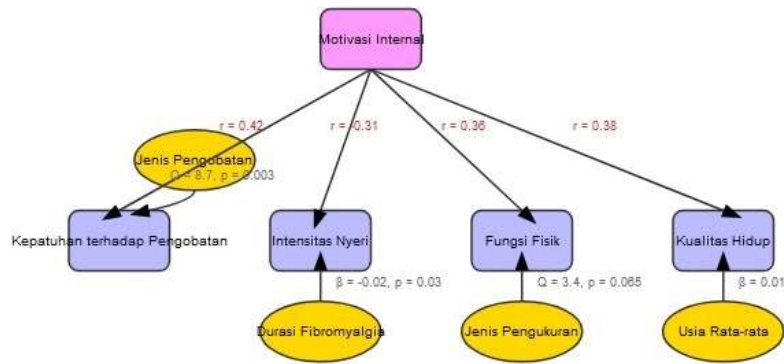 Motivasi Internal
r = 0.42
r = -0.31
r = 0.36
r = 0.38
Jenis Pengobatan
Q = 8.7, p = 0.003
Kepatuhan terhadap Pengobatan
Intensitas Nyeri
Fungsi Fisik
Kualitas Hidup
β = -0.02, p = 0.03
Q = 3.4, p = 0.065
β = 0.01
Durasi Fibromyalgia
Jenis Pengukuran
Usia Rata-rata